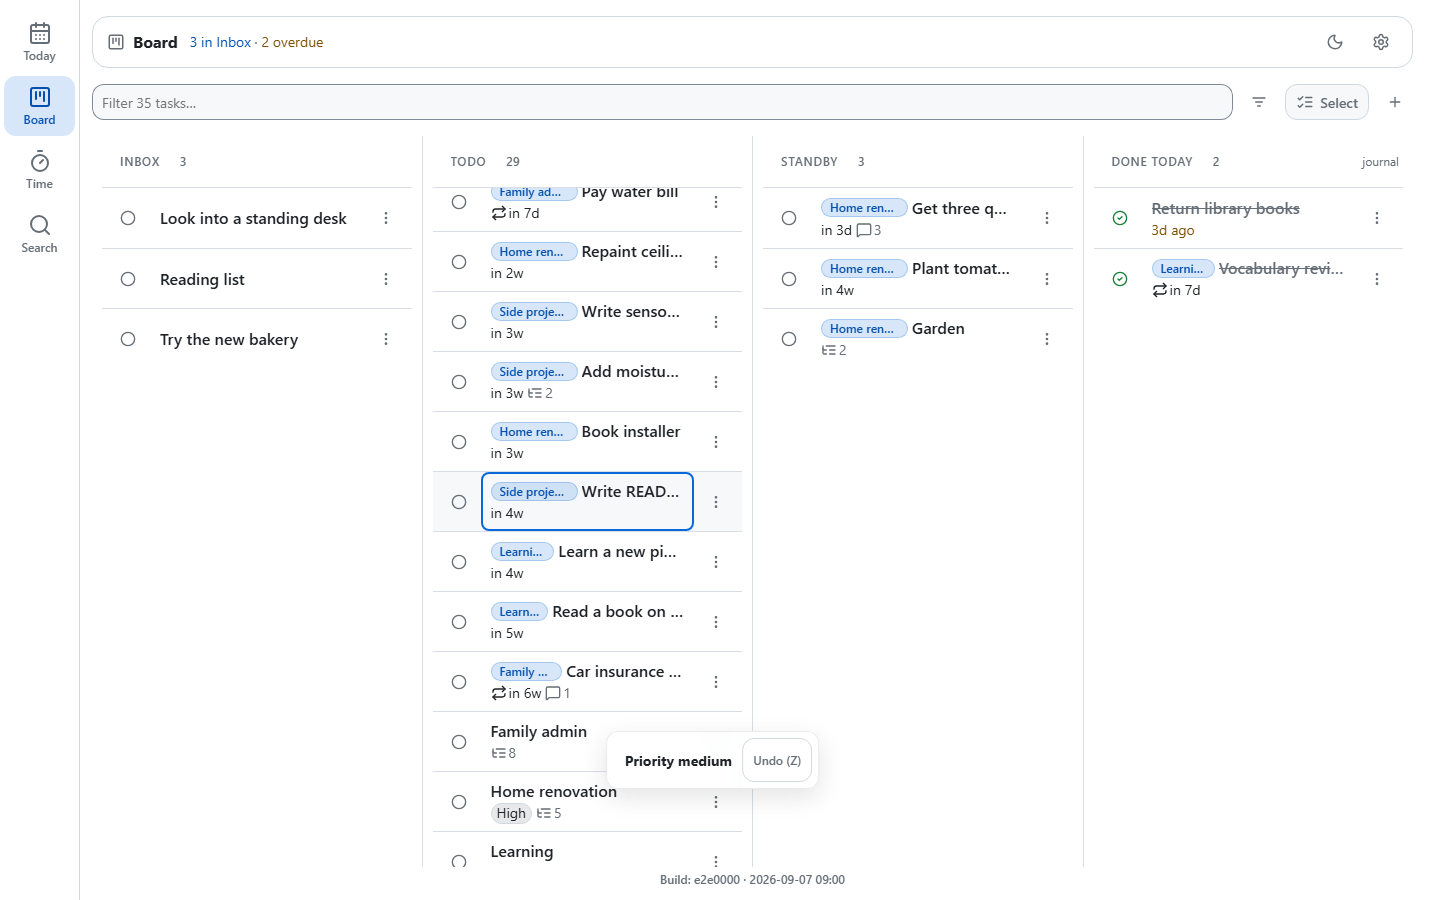 Today
Board
Time
Search
Board 3 in Inbox · 2 overdue
Filter 35 tasks...
Select
INBOX 3
Look into a standing desk
Reading list
Try the new bakery
TODO 29
Family ad... Pay water bill
in 7d
Home ren... Repaint ceili...
in 2w
Side proje... Write senso...
in 3w
Side proje... Add moistu...
in 3w 2
Home ren... Book installer
in 3w
Side proje... Write READ...
in 4w
Learni... Learn a new pi...
in 4w
Learn... Read a book on ...
in 5w
Family ... Car insurance ...
in 6w 1
Family admin
8
Home renovation
High 5
Learning
STANDBY 3
Home ren... Get three q...
in 3d 3
Home ren... Plant tomat...
in 4w
Home ren... Garden
2
DONE TODAY 2 journal
Return library books
3d ago
Learni... Vocabulary revi...
in 7d
Priority medium Undo (Z)
Build: e2e0000 · 2026-09-07 09:00